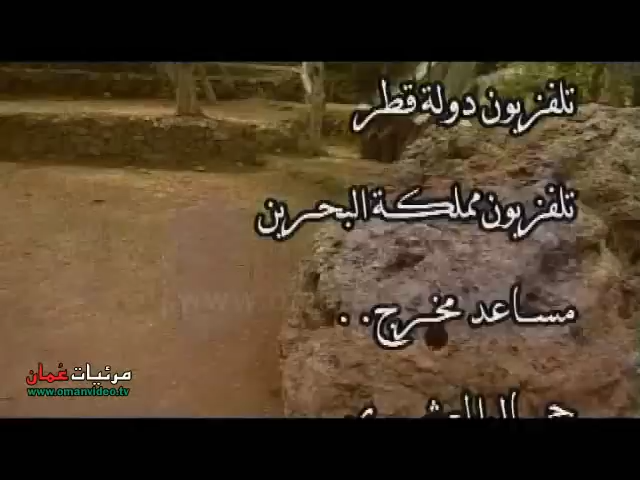 تلفزيون دولة قطر
تلفزيون مملكة البحرين
مساعد مخرج. .
مرئيات عُمان
www.omanvideo.tv